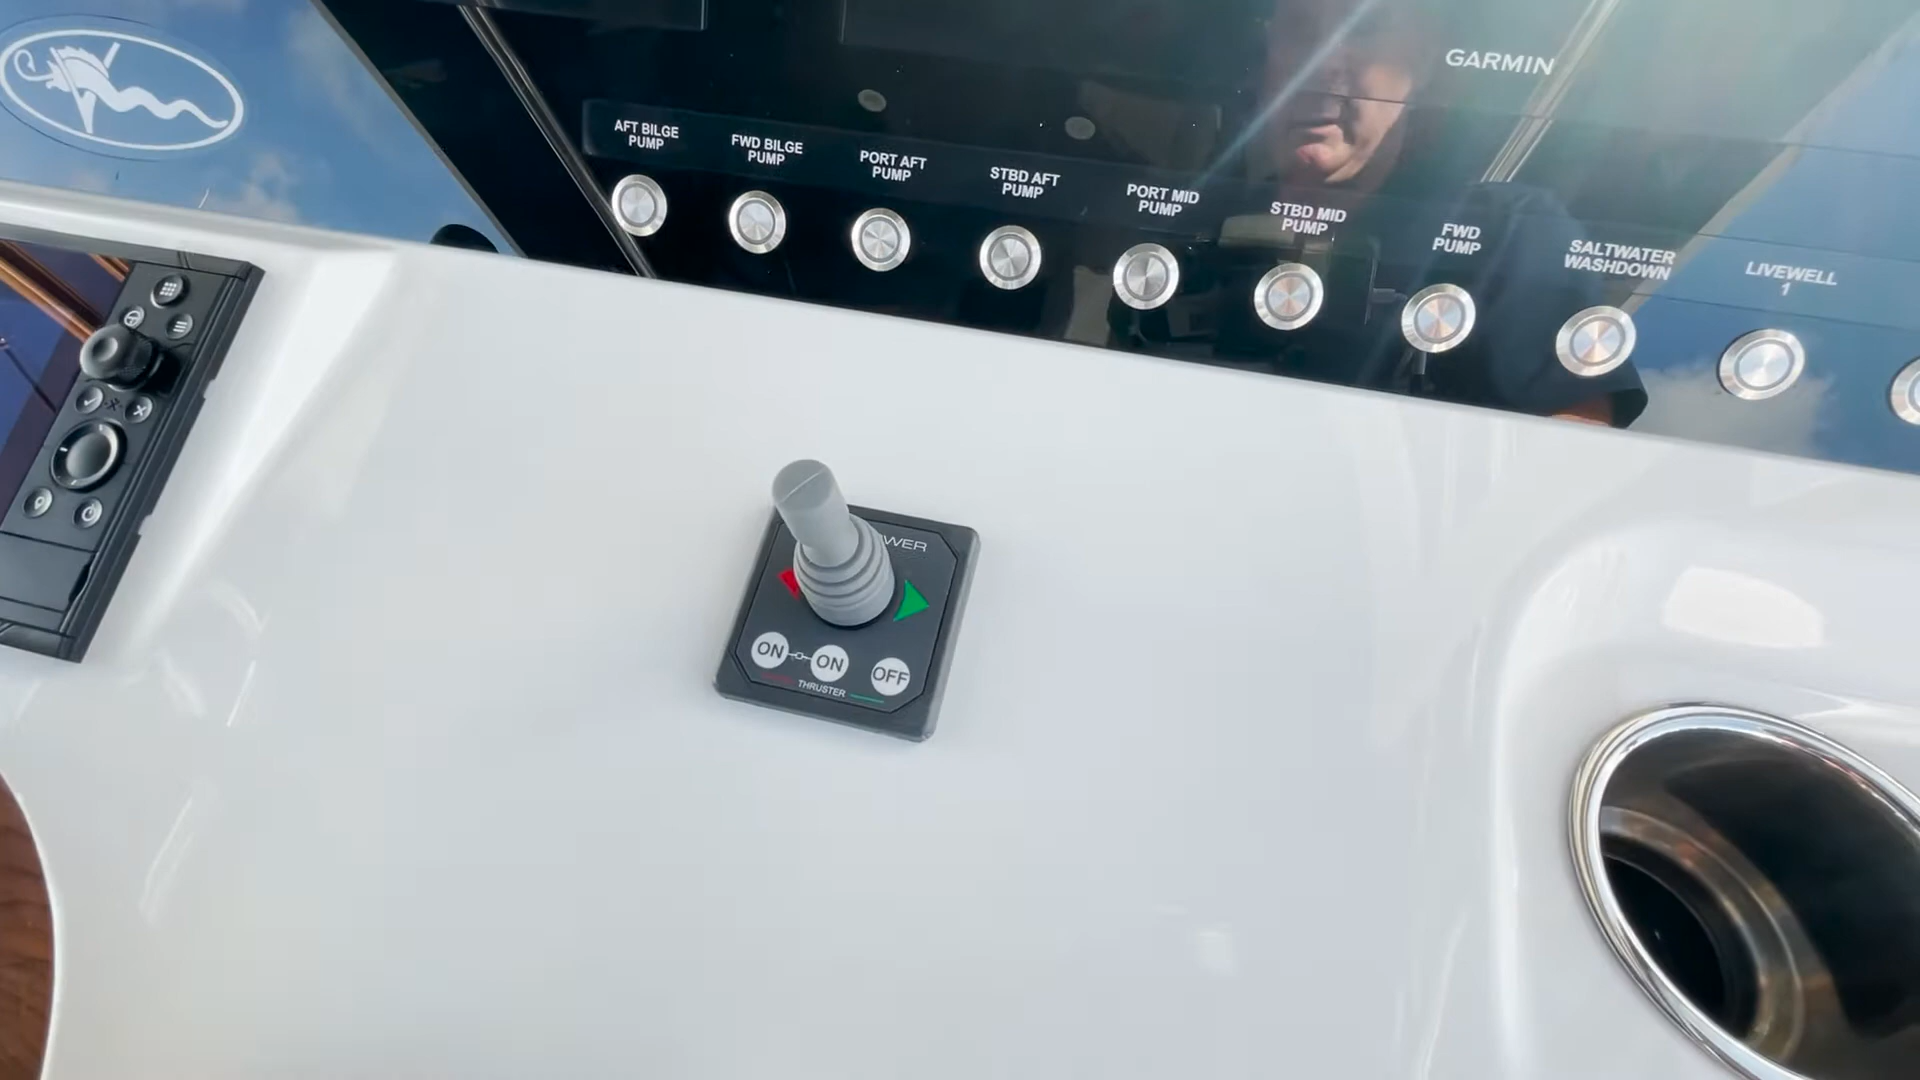 GARMIN
AFT BILGE
PUMP
FWD BILGE
PUMP
PORT AFT
PUMP
STBD AFT
PUMP
PORT MID
PUMP
STBD MID
PUMP
FWD
PUMP
SALTWATER
WASHDOWN
LIVEWELL
1
ON ON OFF
THRUSTER